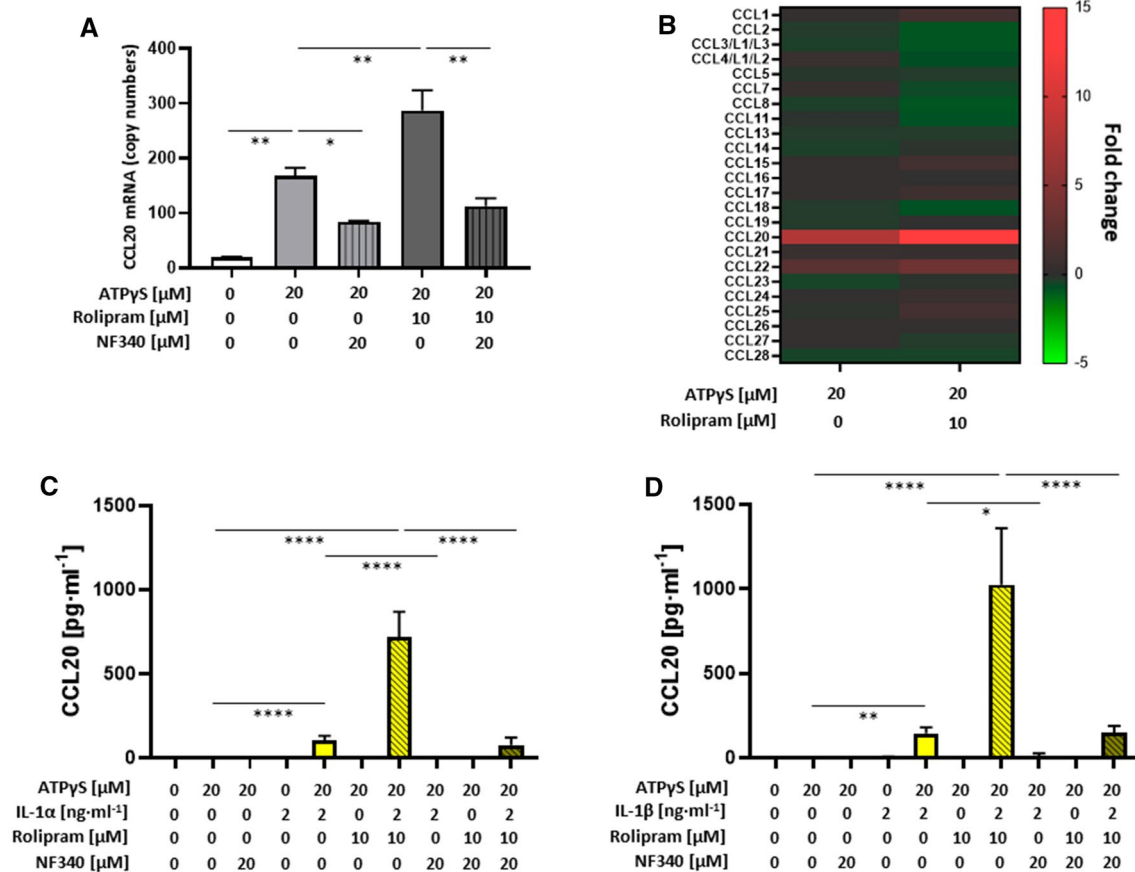 A
CCL20 mRNA (copy numbers)
400
300
200
100
0
** * ** **
ATPγS [μM] 0 20 20 20 20
Rolipram [μM] 0 0 0 10 10
NF340 [μM] 0 0 20 0 20
B
CCL1
CCL2
CCL3/L1/L3
CCL4/L1/L2
CCL5
CCL7
CCL8
CCL11
CCL13
CCL14
CCL15
CCL16
CCL17
CCL18
CCL19
CCL20
CCL21
CCL22
CCL23
CCL24
CCL25
CCL26
CCL27
CCL28
15
10
5
0
-5
Fold change
ATPγS [μM] 20 20
Rolipram [μM] 0 10
C
CCL20 [pg·ml⁻¹]
1500
1000
500
0
**** ****
****
****
ATPγS [μM] 0 20 20 20 20 20 20 20 20 20
IL-1α [ng·ml⁻¹] 0 0 0 2 2 0 2 2 0 2
Rolipram [μM] 0 0 0 0 0 10 10 0 10 10
NF340 [μM] 0 0 20 0 0 0 0 20 20 20
D
CCL20 [pg·ml⁻¹]
1500
1000
500
0
**** ****
*
**
ATPγS [μM] 0 20 20 20 20 20 20 20 20 20
IL-1β [ng·ml⁻¹] 0 0 0 2 2 0 2 2 0 2
Rolipram [μM] 0 0 0 0 0 10 10 0 10 10
NF340 [μM] 0 0 20 0 0 0 0 20 20 20